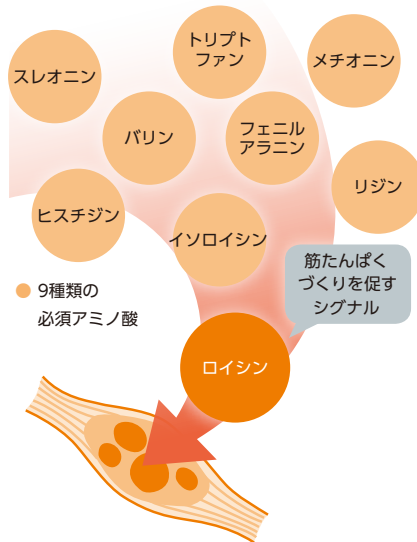 トリプト
ファン
メチオニン
スレオニン
バリン
フェニル
アラニン
リジン
ヒスチジン
イソロイシン
筋たんぱく
づくりを促す
シグナル
9種類の
必須アミノ酸
ロイシン